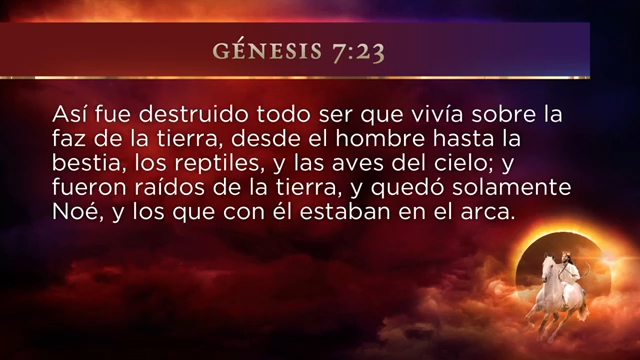 GÉNESIS 7:23
Así fue destruido todo ser que vivía sobre la
faz de la tierra, desde el hombre hasta la
bestia, los reptiles, y las aves del cielo; y
fueron raídos de la tierra, y quedó solamente
Noé, y los que con él estaban en el arca.